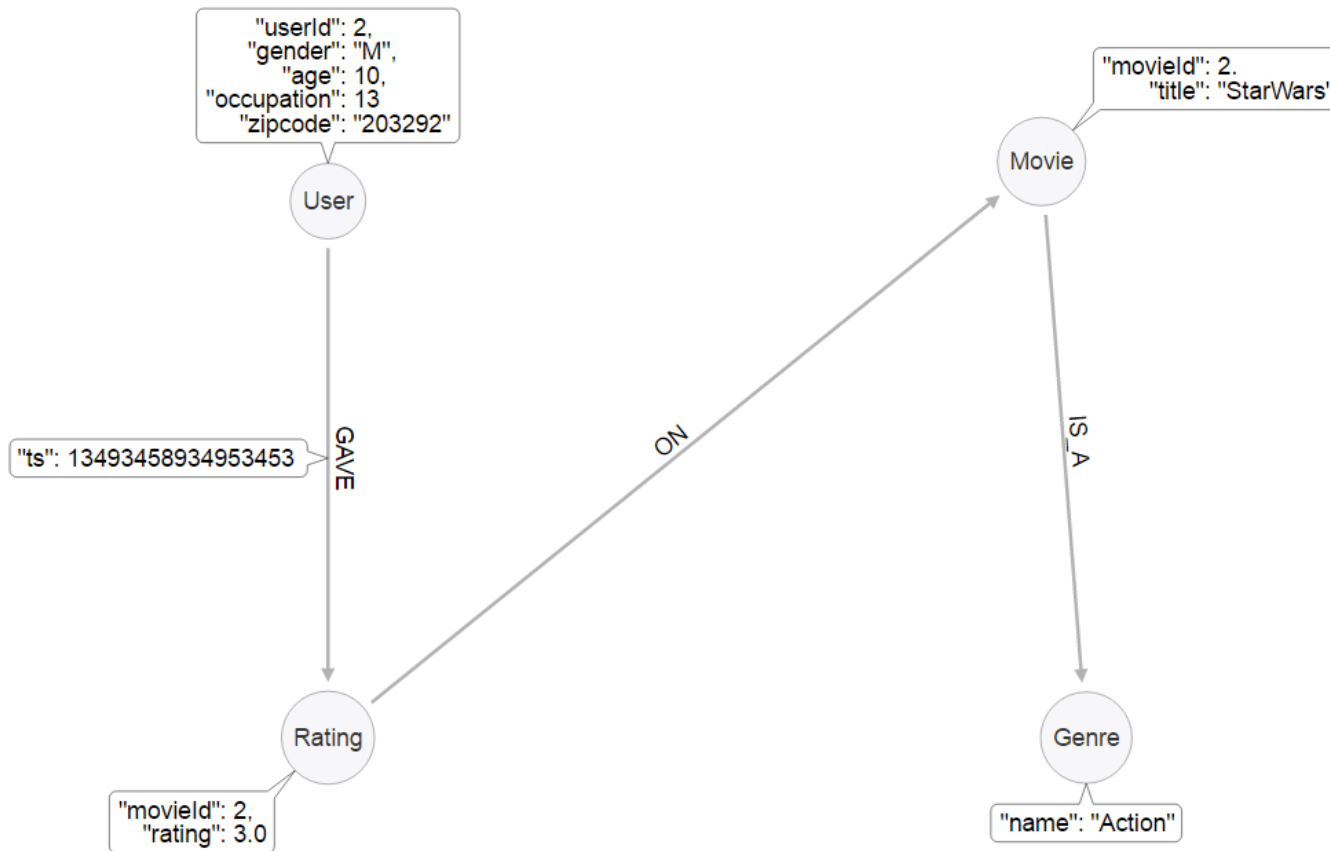 "userId": 2,
"gender": "M",
"age": 10,
"occupation": 13
"zipcode": "203292"
User
"movieId": 2.
"title": "StarWars"
Movie
"ts": 13493458934953453
GAVE
ON
IS_A
Rating
"movieId": 2,
"rating": 3.0
Genre
"name": "Action"